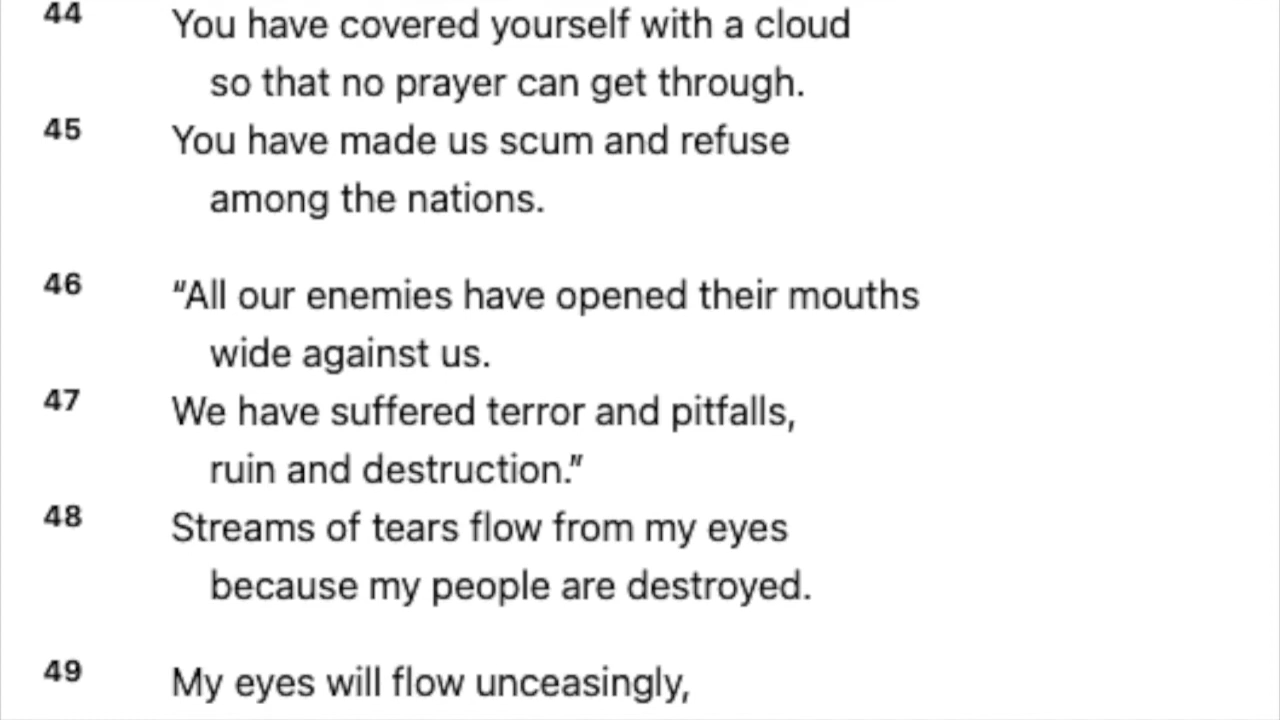 44 You have covered yourself with a cloud
so that no prayer can get through.
45 You have made us scum and refuse
among the nations.
46 “All our enemies have opened their mouths
wide against us.
47 We have suffered terror and pitfalls,
ruin and destruction.”
48 Streams of tears flow from my eyes
because my people are destroyed.
49 My eyes will flow unceasingly,